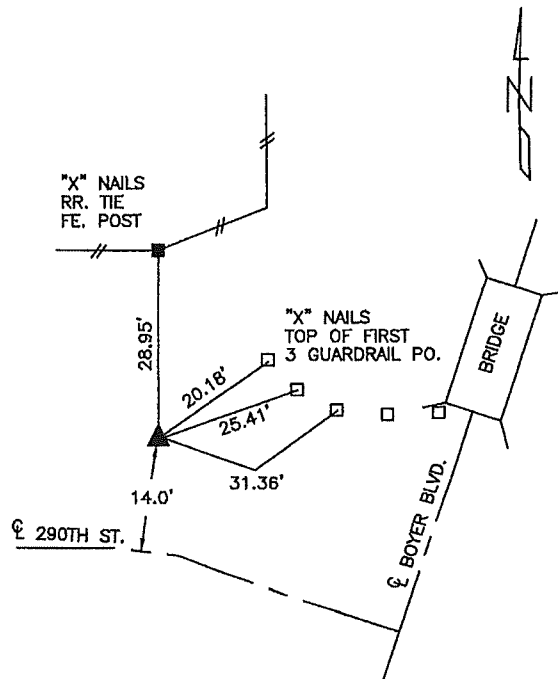 N
"X" NAILS
RR. TIE
FE. POST
28.95'
"X" NAILS
TOP OF FIRST
3 GUARDRAIL PO.
BRIDGE
20.18'
25.41'
31.36'
14.0'
℄ 290TH ST.
℄ BOYER BLVD.